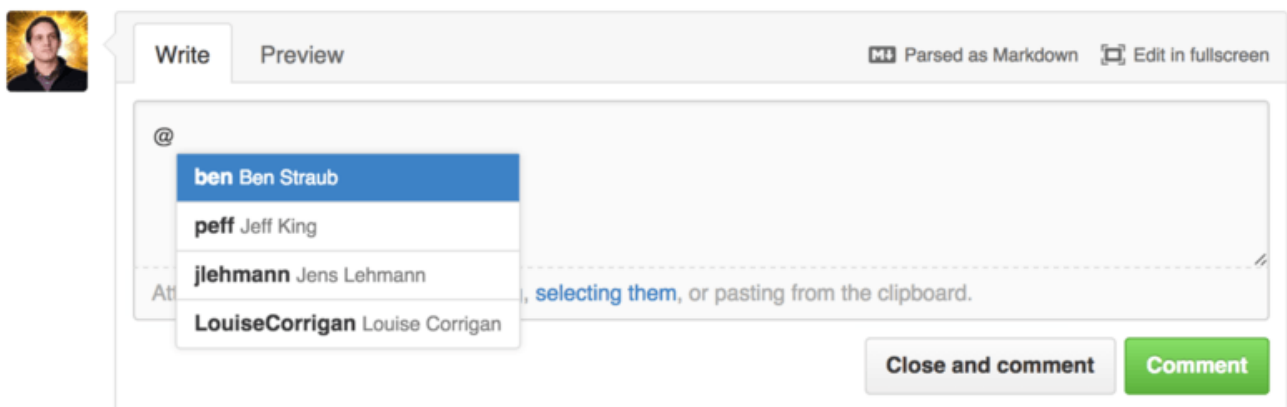 Write Preview Parsed as Markdown Edit in fullscreen
@
ben Ben Straub
peff Jeff King
jlehmann Jens Lehmann
selecting them, or pasting from the clipboard.
LouiseCorrigan Louise Corrigan
Close and comment Comment